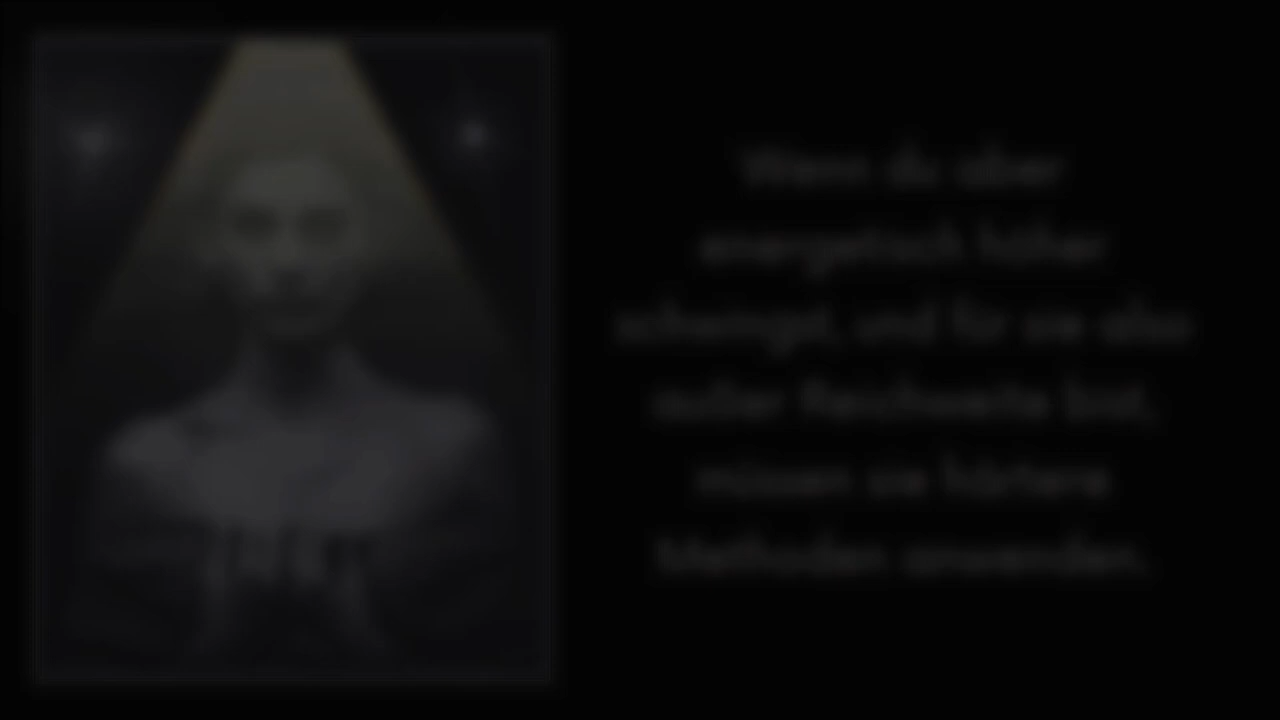 Wenn du aber
energetisch höher
schwingst, und für sie also
außer Reichweite bist,
müssen sie härtere
Methoden anwenden.